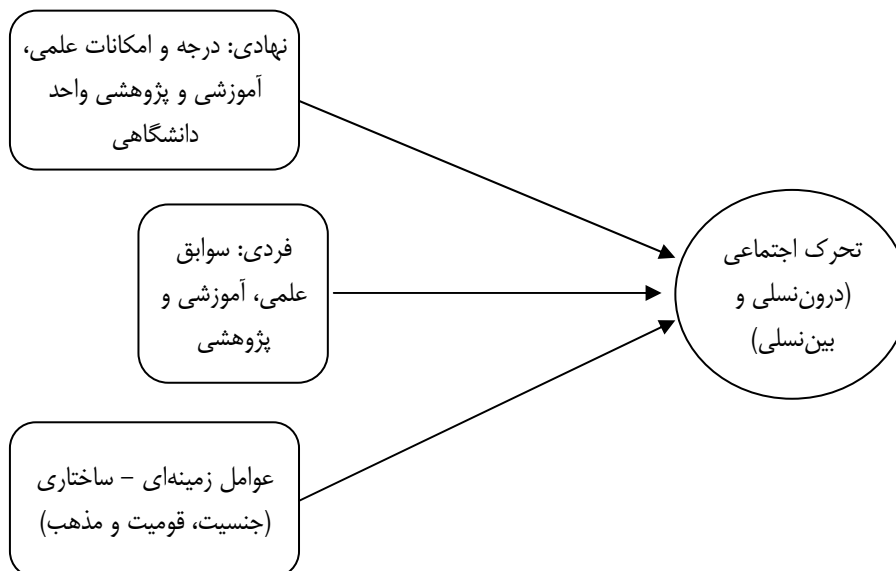 نهادی: درجه و امکانات علمی،
آموزشی و پژوهشی واحد
دانشگاهی
فردی: سوابق
علمی، آموزشی و
پژوهشی
عوامل زمینه‌ای – ساختاری
(جنسیت، قومیت و مذهب)
تحرک اجتماعی
(درون‌نسلی و
بین‌نسلی)